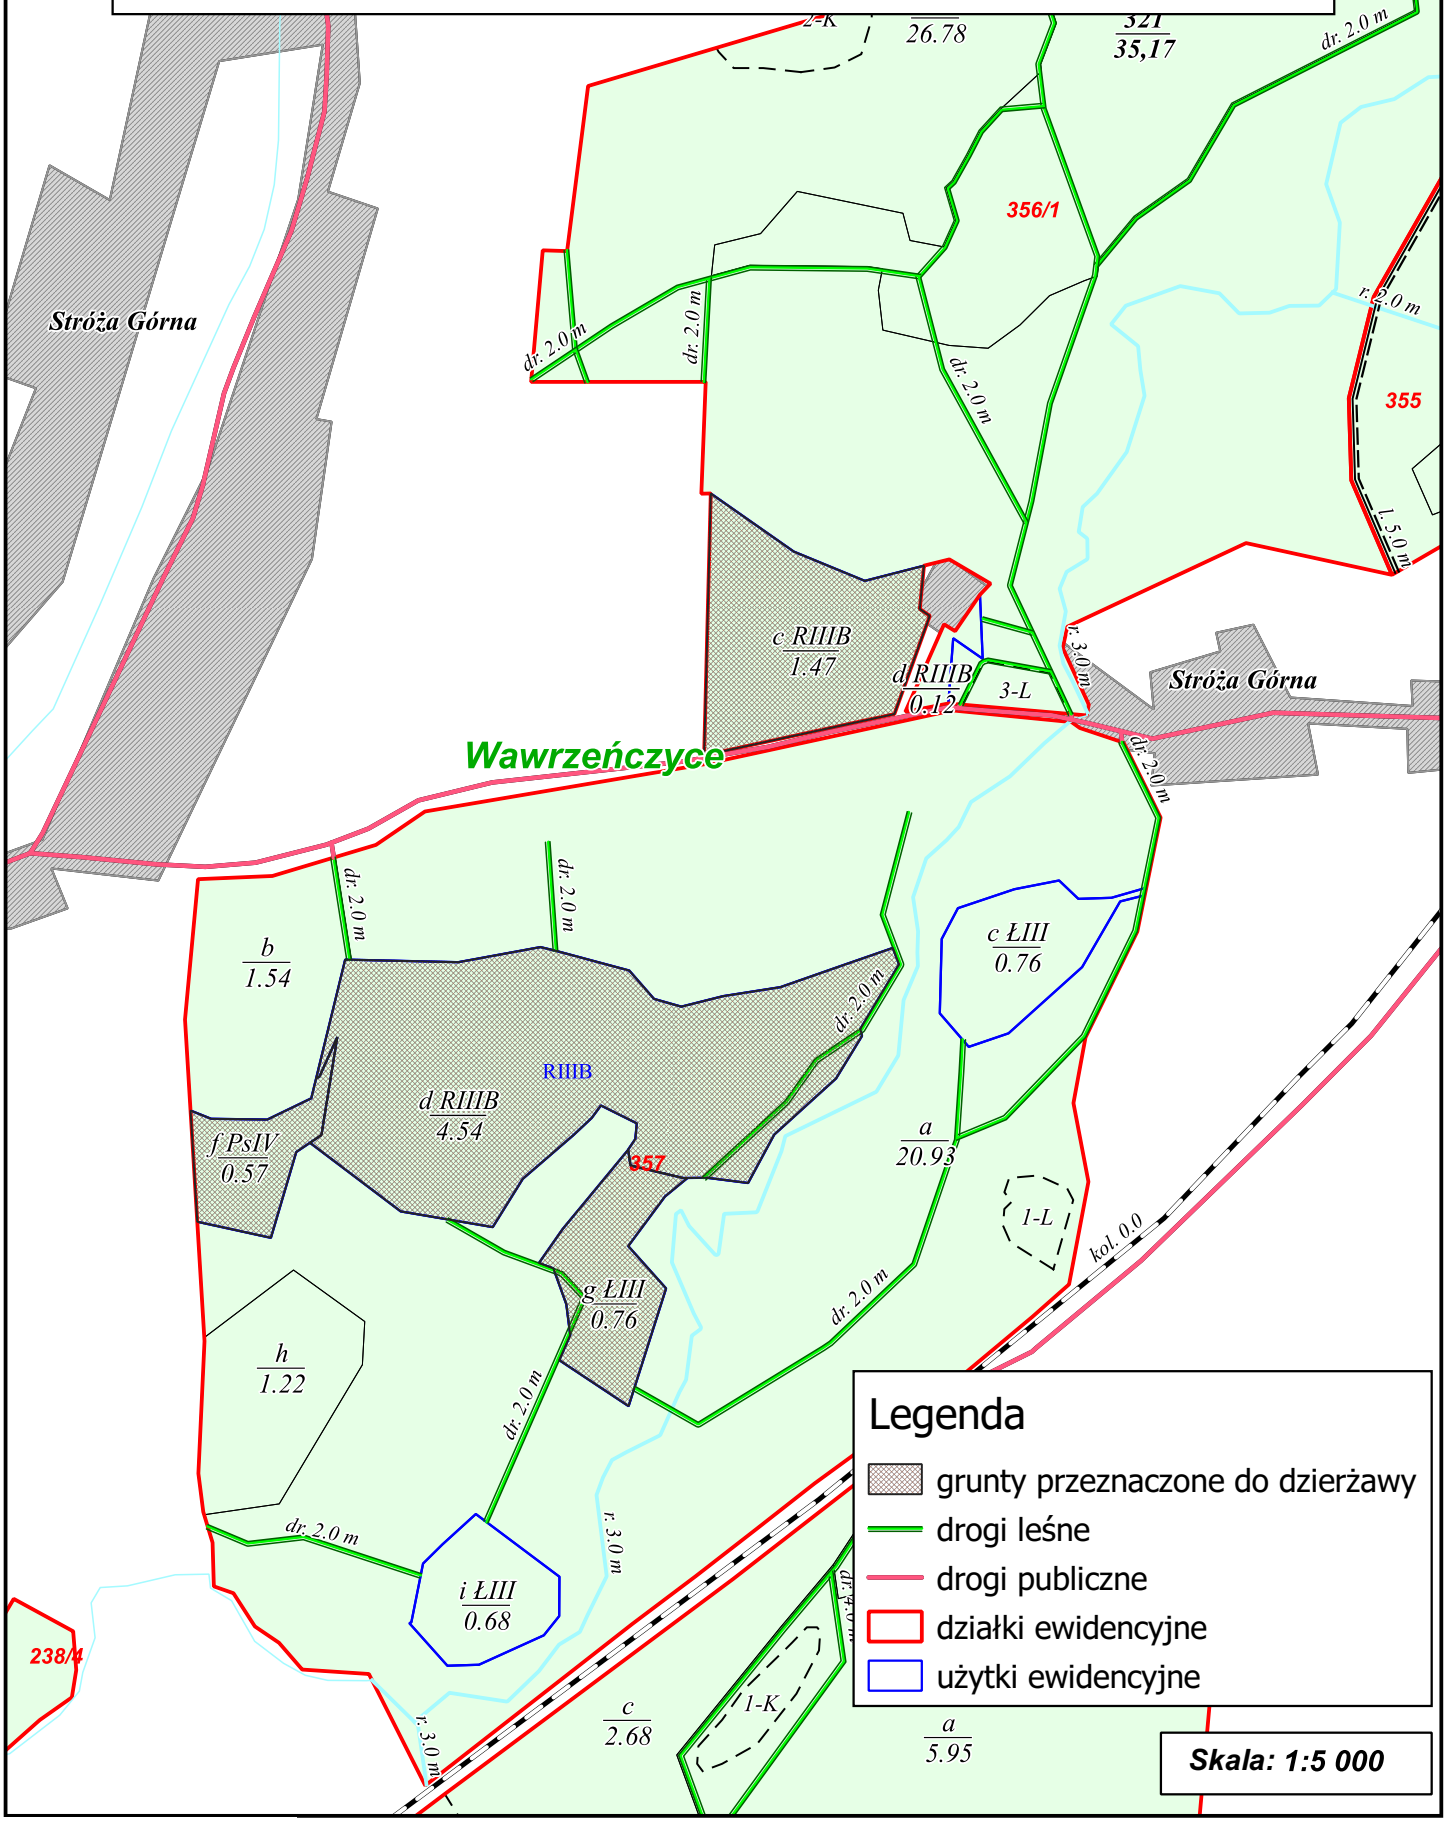 2-K
26.78
321
35,17
dr. 2.0 m
356/1
Stróża Górna
r. 2.0 m
dr. 2.0 m
dr. 2.0 m
dr. 2.0 m
355
l. 5.0 m
c RIIIB
1.47
r. 3.0 m
d RIIIB
0.12
3-L
Stróża Górna
Wawrzeńczyce
dr. 2.0 m
dr. 2.0 m
dr. 2.0 m
b
1.54
c ŁIII
0.76
dr. 2.0 m
RIIIB
d RIIIB
4.54
f PsIV
0.57
357
a
20.93
1-L
kol. 0.0
g ŁIII
0.76
dr. 2.0 m
h
1.22
dr. 2.0 m
dr. 2.0 m
r. 3.0 m
i ŁIII
0.68
238/4
r. 3.0 m
c
2.68
1-K
dr. 4.0 m
a
5.95
Legenda
grunty przeznaczone do dzierżawy
drogi leśne
drogi publiczne
działki ewidencyjne
użytki ewidencyjne
Skala: 1:5 000